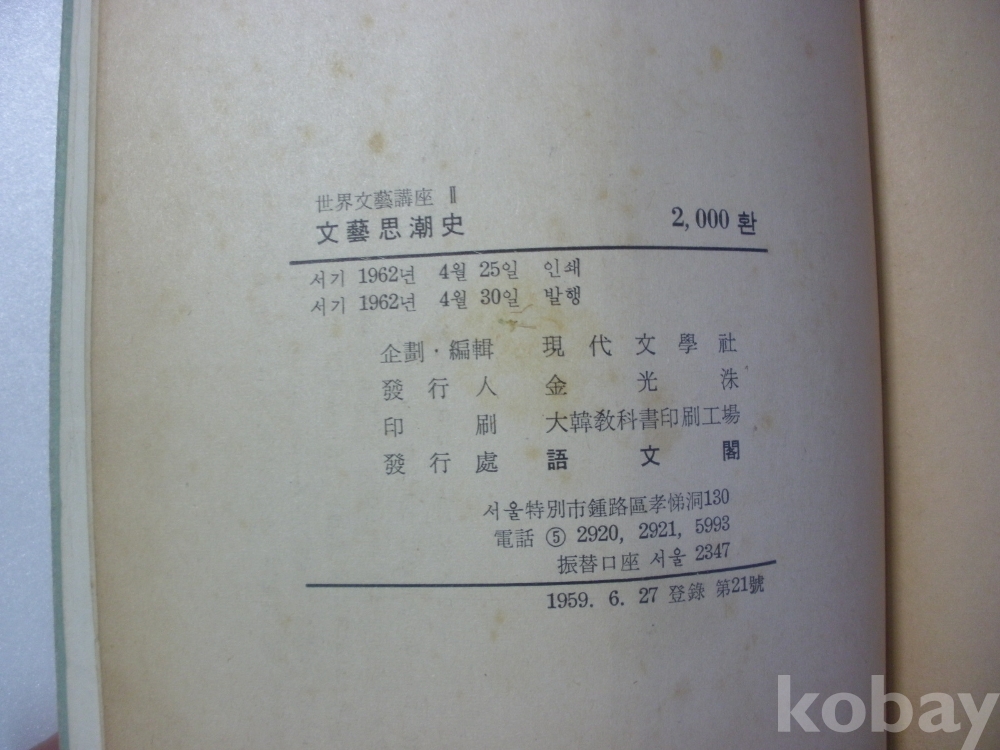 世界文藝講座 Ⅱ
文藝思潮史 2,000 환
서기 1962년 4월 25일 인쇄
서기 1962년 4월 30일 발행
企劃·編輯 現代文學社
發行人 金光洙
印刷 大韓敎科書印刷工場
發行處 語文閣
서울特別市鍾路區孝悌洞130
電話 ⑤ 2920, 2921, 5993
振替口座 서울 2347
1959. 6. 27 登錄 第21號
kobay